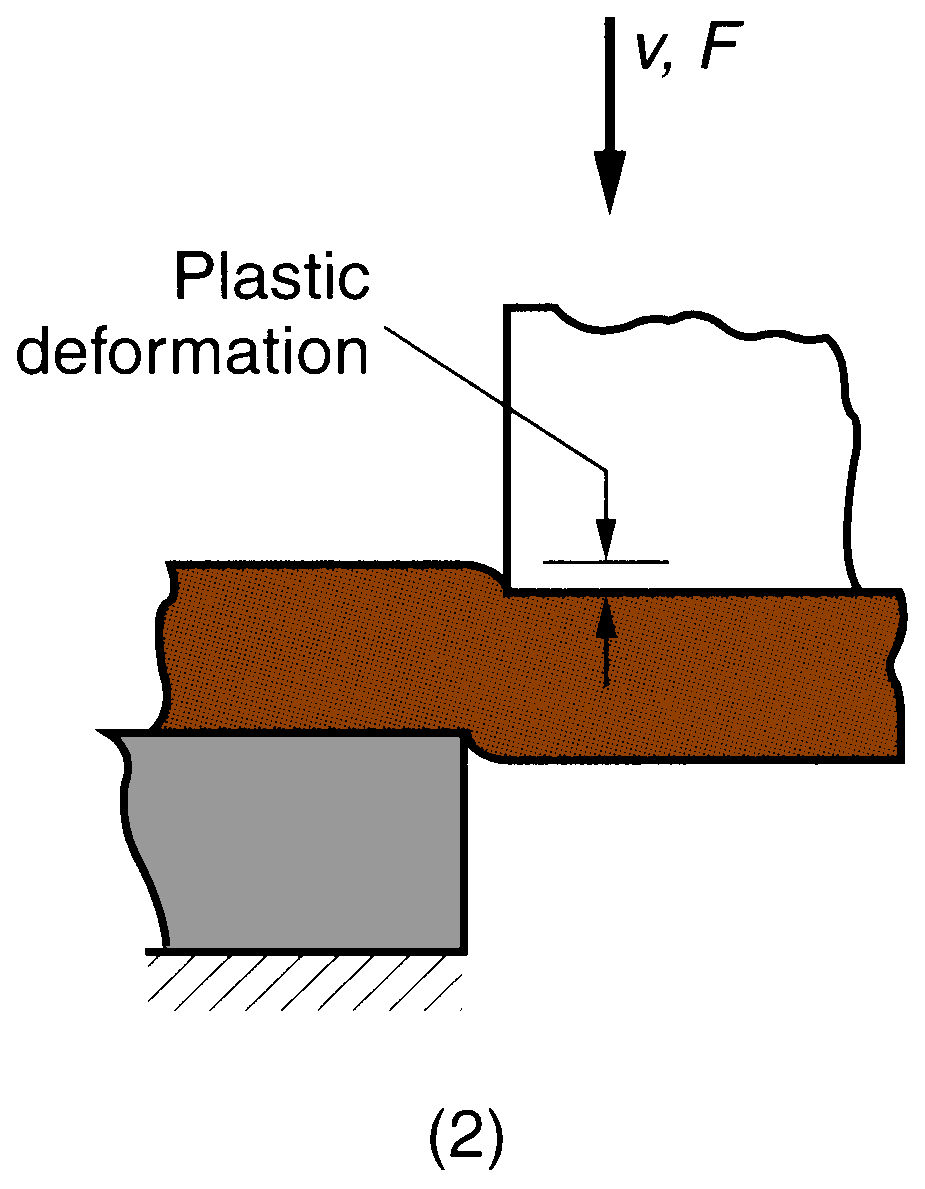 v, F
Plastic
deformation
(2)